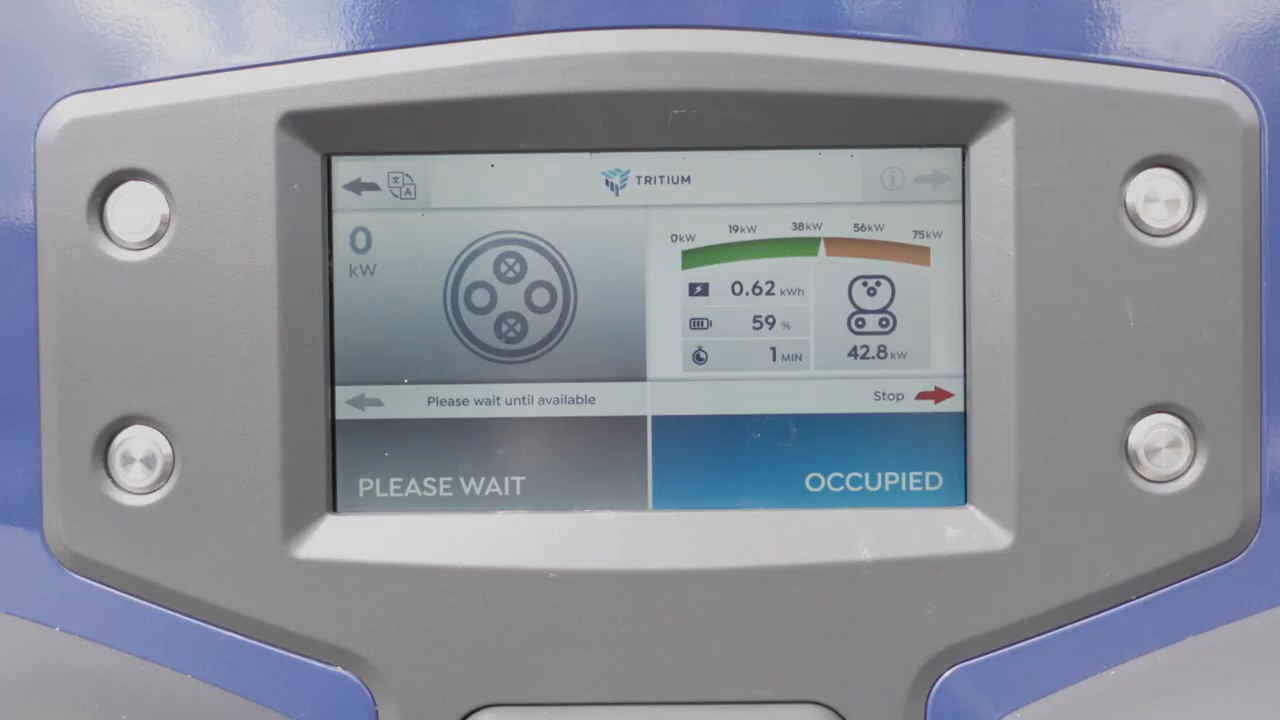 TRITIUM
0
kW
0kW 19kW 38kW 56kW 75kW
0.62 kWh
59 %
1 MIN
42.8 kW
Please wait until available
Stop
PLEASE WAIT
OCCUPIED